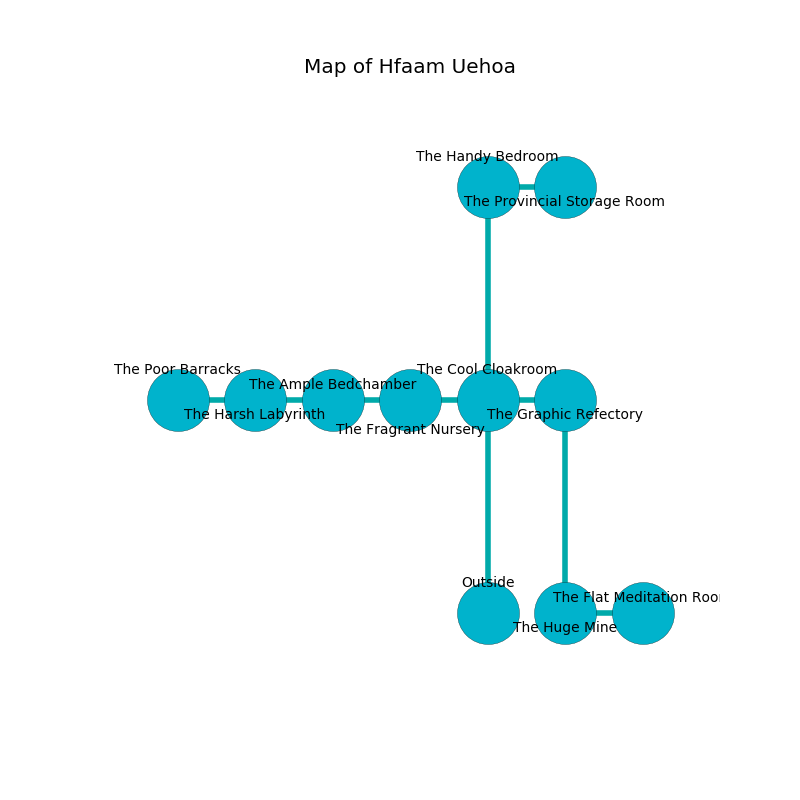 Map of Hfaam Uehoa
The Handy Bedroom
The Provincial Storage Room
The Poor Barracks
The Cool Cloakroom
The Ample Bedchamber
The Harsh Labyrinth
The Graphic Refectory
The Fragrant Nursery
Outside
The Flat Meditation Roo
The Huge Mine